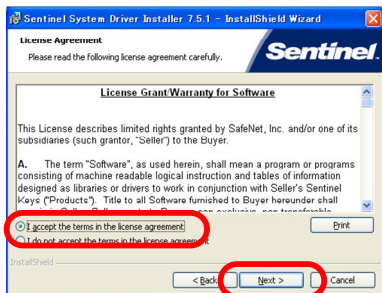 Sentinel System Driver Installer 7.5.1 - InstallShield Wizard
License Agreement
Please read the following license agreement carefully.
Sentinel.
License Grant/Warranty for Software
This License describes limited rights granted by SafeNet, Inc. and/or one of its
subsidiaries (such grantor, "Seller") to the Buyer.
A. The term "Software", as used herein, shall mean a program or programs
consisting of machine readable logical instruction and tables of information
designed as libraries or drivers to work in conjunction with Seller's Sentinel
Keys ("Products"). Title to all Software furnished to Buyer hereunder shall
I accept the terms in the license agreement
Print
I do not accept the terms in the license agreement
InstallShield
< Back
Next >
Cancel